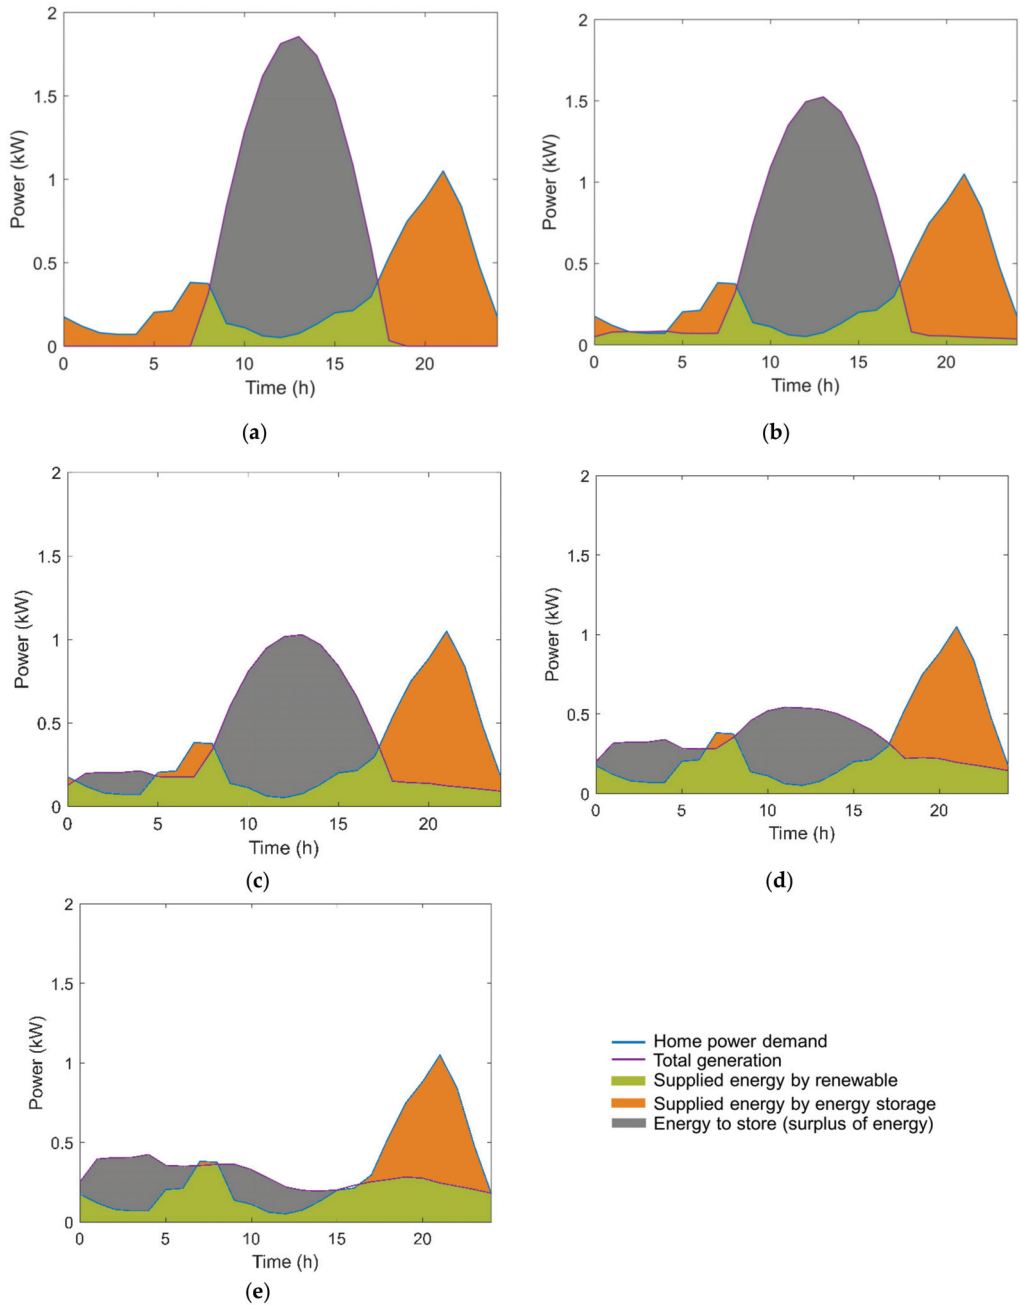 2
1.5
1
0.5
0
Power (kW)
0 5 10 15 20
Time (h)
(a)
2
1.5
1
0.5
0
Power (kW)
0 5 10 15 20
Time (h)
(b)
2
1.5
1
0.5
0
Power (kW)
0 5 10 15 20
Time (h)
(c)
2
1.5
1
0.5
0
Power (kW)
0 5 10 15 20
Time (h)
(d)
2
1.5
1
0.5
0
Power (kW)
0 5 10 15 20
Time (h)
(e)
Home power demand
Total generation
Supplied energy by renewable
Supplied energy by energy storage
Energy to store (surplus of energy)